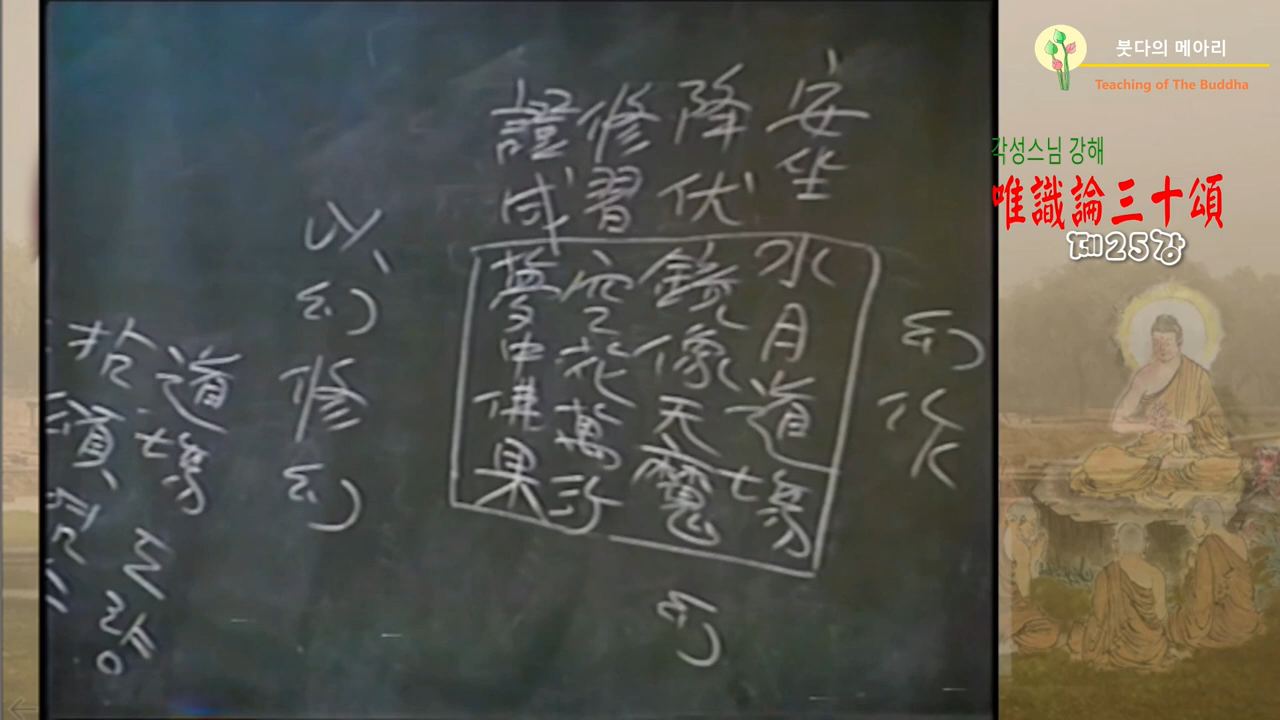 붓다의 메아리
Teaching of The Buddha
각성스님 강해
唯識論三十頌
제25강
幻化
安坐水月道場
降伏鏡像天魔
修習空花萬行
證成夢中佛果
幻
以幻修幻
道場 도량